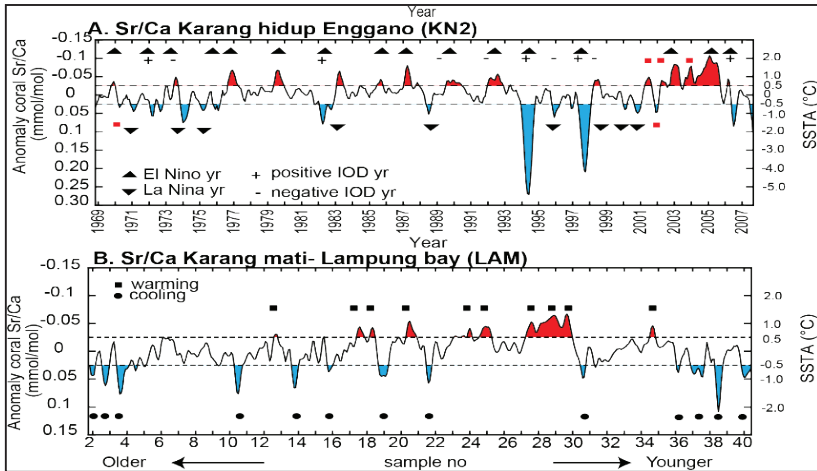 Year
A. Sr/Ca Karang hidup Enggano (KN2)
Anomaly coral Sr/Ca
(mmol/mol)
-0.15
-0.1
-0.05
0
0.05
0.1
0.15
0.20
0.25
0.30
2.0
1.0
0.5
-0.5
-1.0
-2.0
-3.0
-4.0
-5.0
SSTA (°C)
El Nino yr
La Nina yr
+ positive IOD yr
- negative IOD yr
1969 1971 1973 1975 1977 1979 1981 1983 1985 1987 1989 1991 1993 1995 1997 1999 2001 2003 2005 2007
Year
B. Sr/Ca Karang mati- Lampung bay (LAM)
Anomaly coral Sr/Ca
(mmol/mol)
-0.15
-0.1
-0.05
0
0.05
0.1
0.15
warming
cooling
2.0
1.0
0.5
-0.5
-1.0
-2.0
SSTA (°C)
2 4 6 8 10 12 14 16 18 20 22 24 26 28 30 32 34 36 38 40
Older sample no Younger